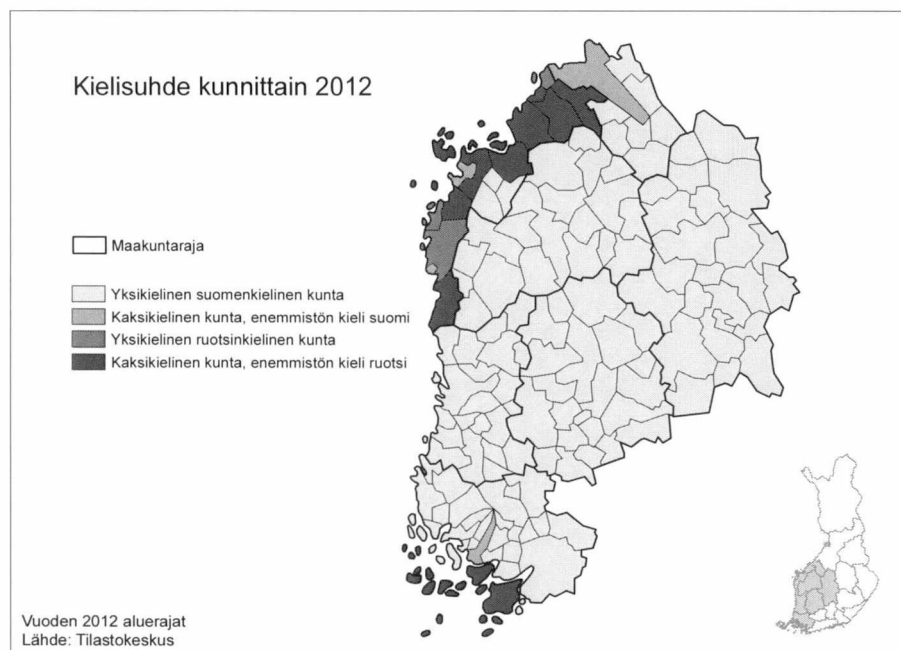 Kielisuhde kunnittain 2012
Maakuntaraja
Yksikielinen suomenkielinen kunta
Kaksikielinen kunta, enemmistön kieli suomi
Yksikielinen ruotsinkielinen kunta
Kaksikielinen kunta, enemmistön kieli ruotsi
Vuoden 2012 aluerajat
Lähde: Tilastokeskus